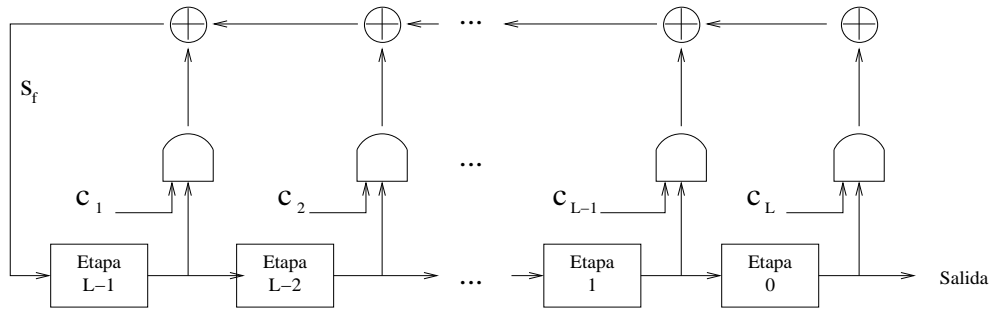 ...
S_f
...
c_1
c_2
c_L−1
c_L
Etapa
L−1
Etapa
L−2
...
Etapa
1
Etapa
0
Salida